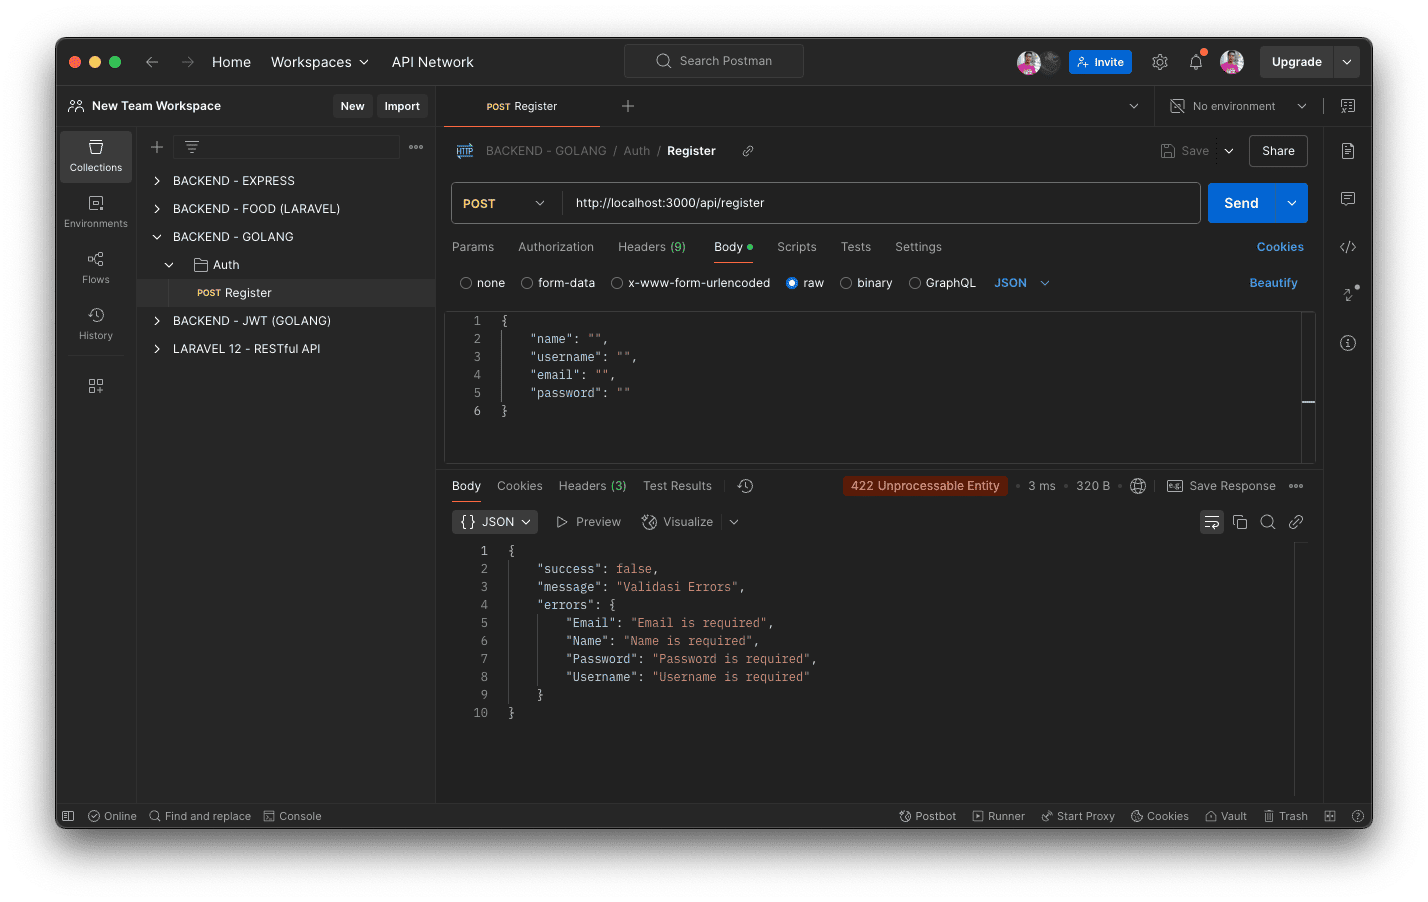 Home Workspaces API Network Search Postman Invite Upgrade
New Team Workspace New Import POST Register No environment
Collections
Environments
Flows
History
BACKEND - EXPRESS
BACKEND - FOOD (LARAVEL)
BACKEND - GOLANG
Auth
POST Register
BACKEND - JWT (GOLANG)
LARAVEL 12 - RESTful API
HTTP BACKEND - GOLANG / Auth / Register Save Share
POST http://localhost:3000/api/register Send
Params Authorization Headers (9) Body Scripts Tests Settings Cookies
none form-data x-www-form-urlencoded raw binary GraphQL JSON Beautify
1 {
2 "name": "",
3 "username": "",
4 "email": "",
5 "password": ""
6 }
Body Cookies Headers (3) Test Results 422 Unprocessable Entity 3 ms 320 B e.g. Save Response
{} JSON Preview Visualize
1 {
2 "success": false,
3 "message": "Validasi Errors",
4 "errors": {
5 "Email": "Email is required",
6 "Name": "Name is required",
7 "Password": "Password is required",
8 "Username": "Username is required"
9 }
10 }
Online Find and replace Console Postbot Runner Start Proxy Cookies Vault Trash